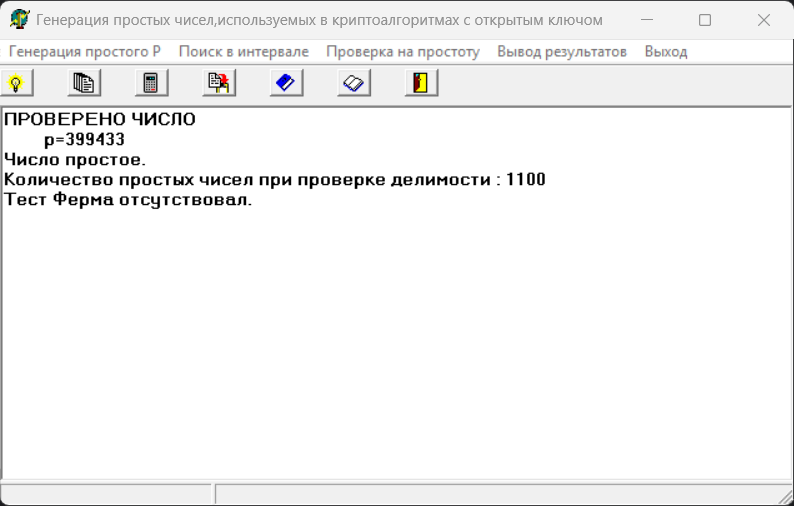 Генерация простых чисел,используемых в криптоалгоритмах с открытым ключом
Генерация простого P Поиск в интервале Проверка на простоту Вывод результатов Выход
ПРОВЕРЕНО ЧИСЛО
p=399433
Число простое.
Количество простых чисел при проверке делимости : 1100
Тест Ферма отсутствовал.